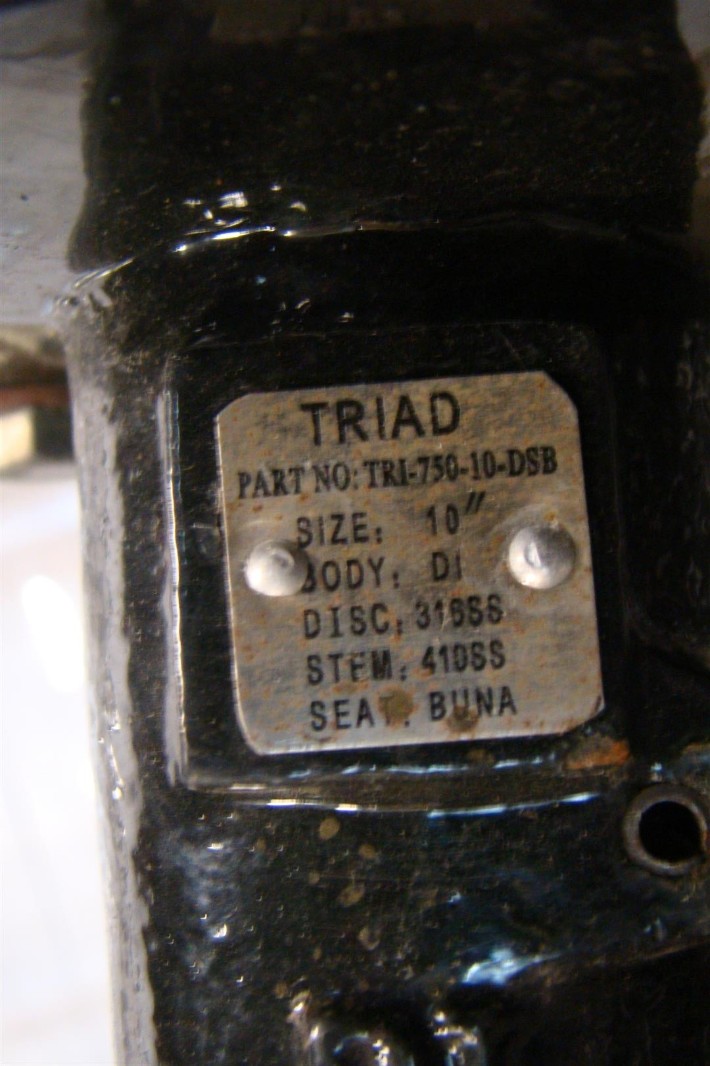 TRIAD
PART NO: TRI-750-10-DSB
SIZE: 10"
BODY: DI
DISC: 316SS
STEM: 410SS
SEAT: BUNA